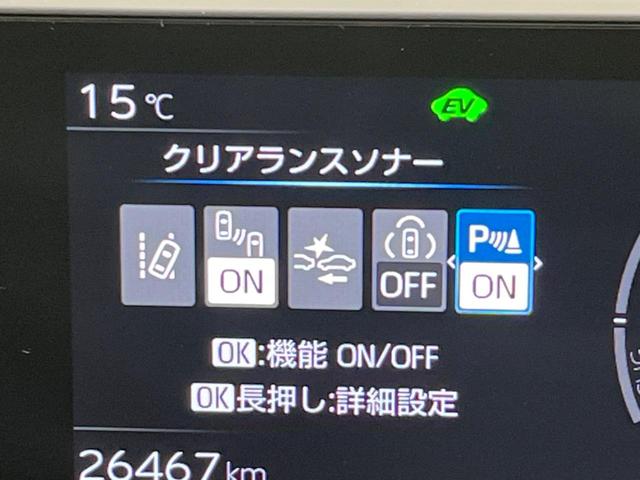 15℃
EV
クリアランスソナー
ON OFF P ON
OK:機能 ON/OFF
OK長押し:詳細設定
26467km